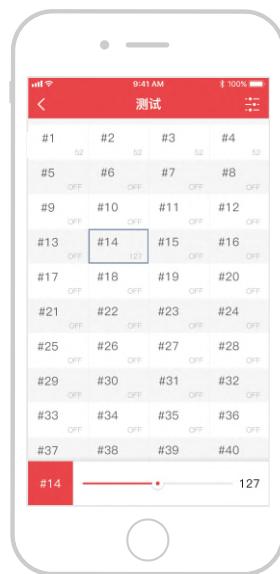 9:41 AM 100%
测试
#1 #2 #3 #4
52 52 52 52
#5 #6 #7 #8
OFF OFF OFF OFF
#9 #10 #11 #12
OFF OFF OFF OFF
#13 #14 #15 #16
OFF 127 OFF OFF
#17 #18 #19 #20
OFF OFF OFF OFF
#21 #22 #23 #24
OFF OFF OFF OFF
#25 #26 #27 #28
OFF OFF OFF OFF
#29 #30 #31 #32
OFF OFF OFF OFF
#33 #34 #35 #36
OFF OFF OFF OFF
#37 #38 #39 #40
#14 127